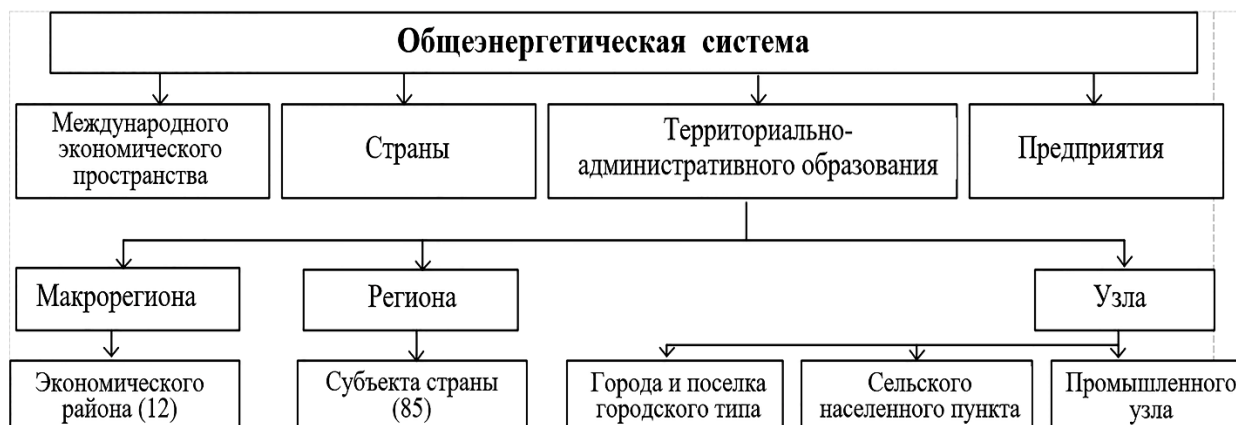 Общеэнергетическая система
Международного
экономического
пространства
Страны
Территориально-
административного образования
Предприятия
Макрорегиона
Региона
Узла
Экономического
района (12)
Субъекта страны
(85)
Города и поселка
городского типа
Сельского
населенного пункта
Промышленного
узла